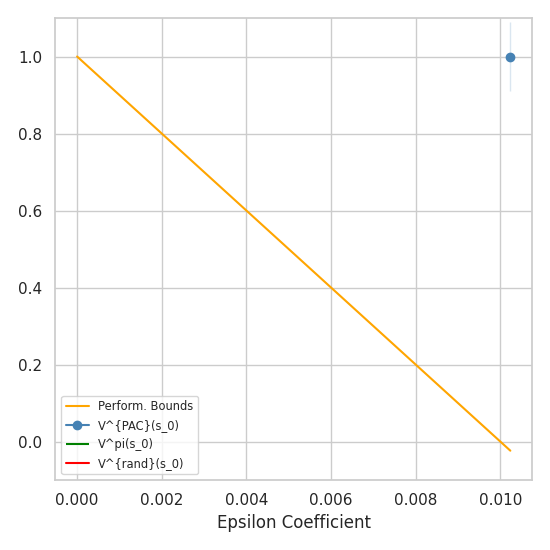 1.0
0.8
0.6
0.4
0.2
0.0
Perform. Bounds
V^{PAC}(s_0)
V^pi(s_0)
V^{rand}(s_0)
0.000 0.002 0.004 0.006 0.008 0.010
Epsilon Coefficient